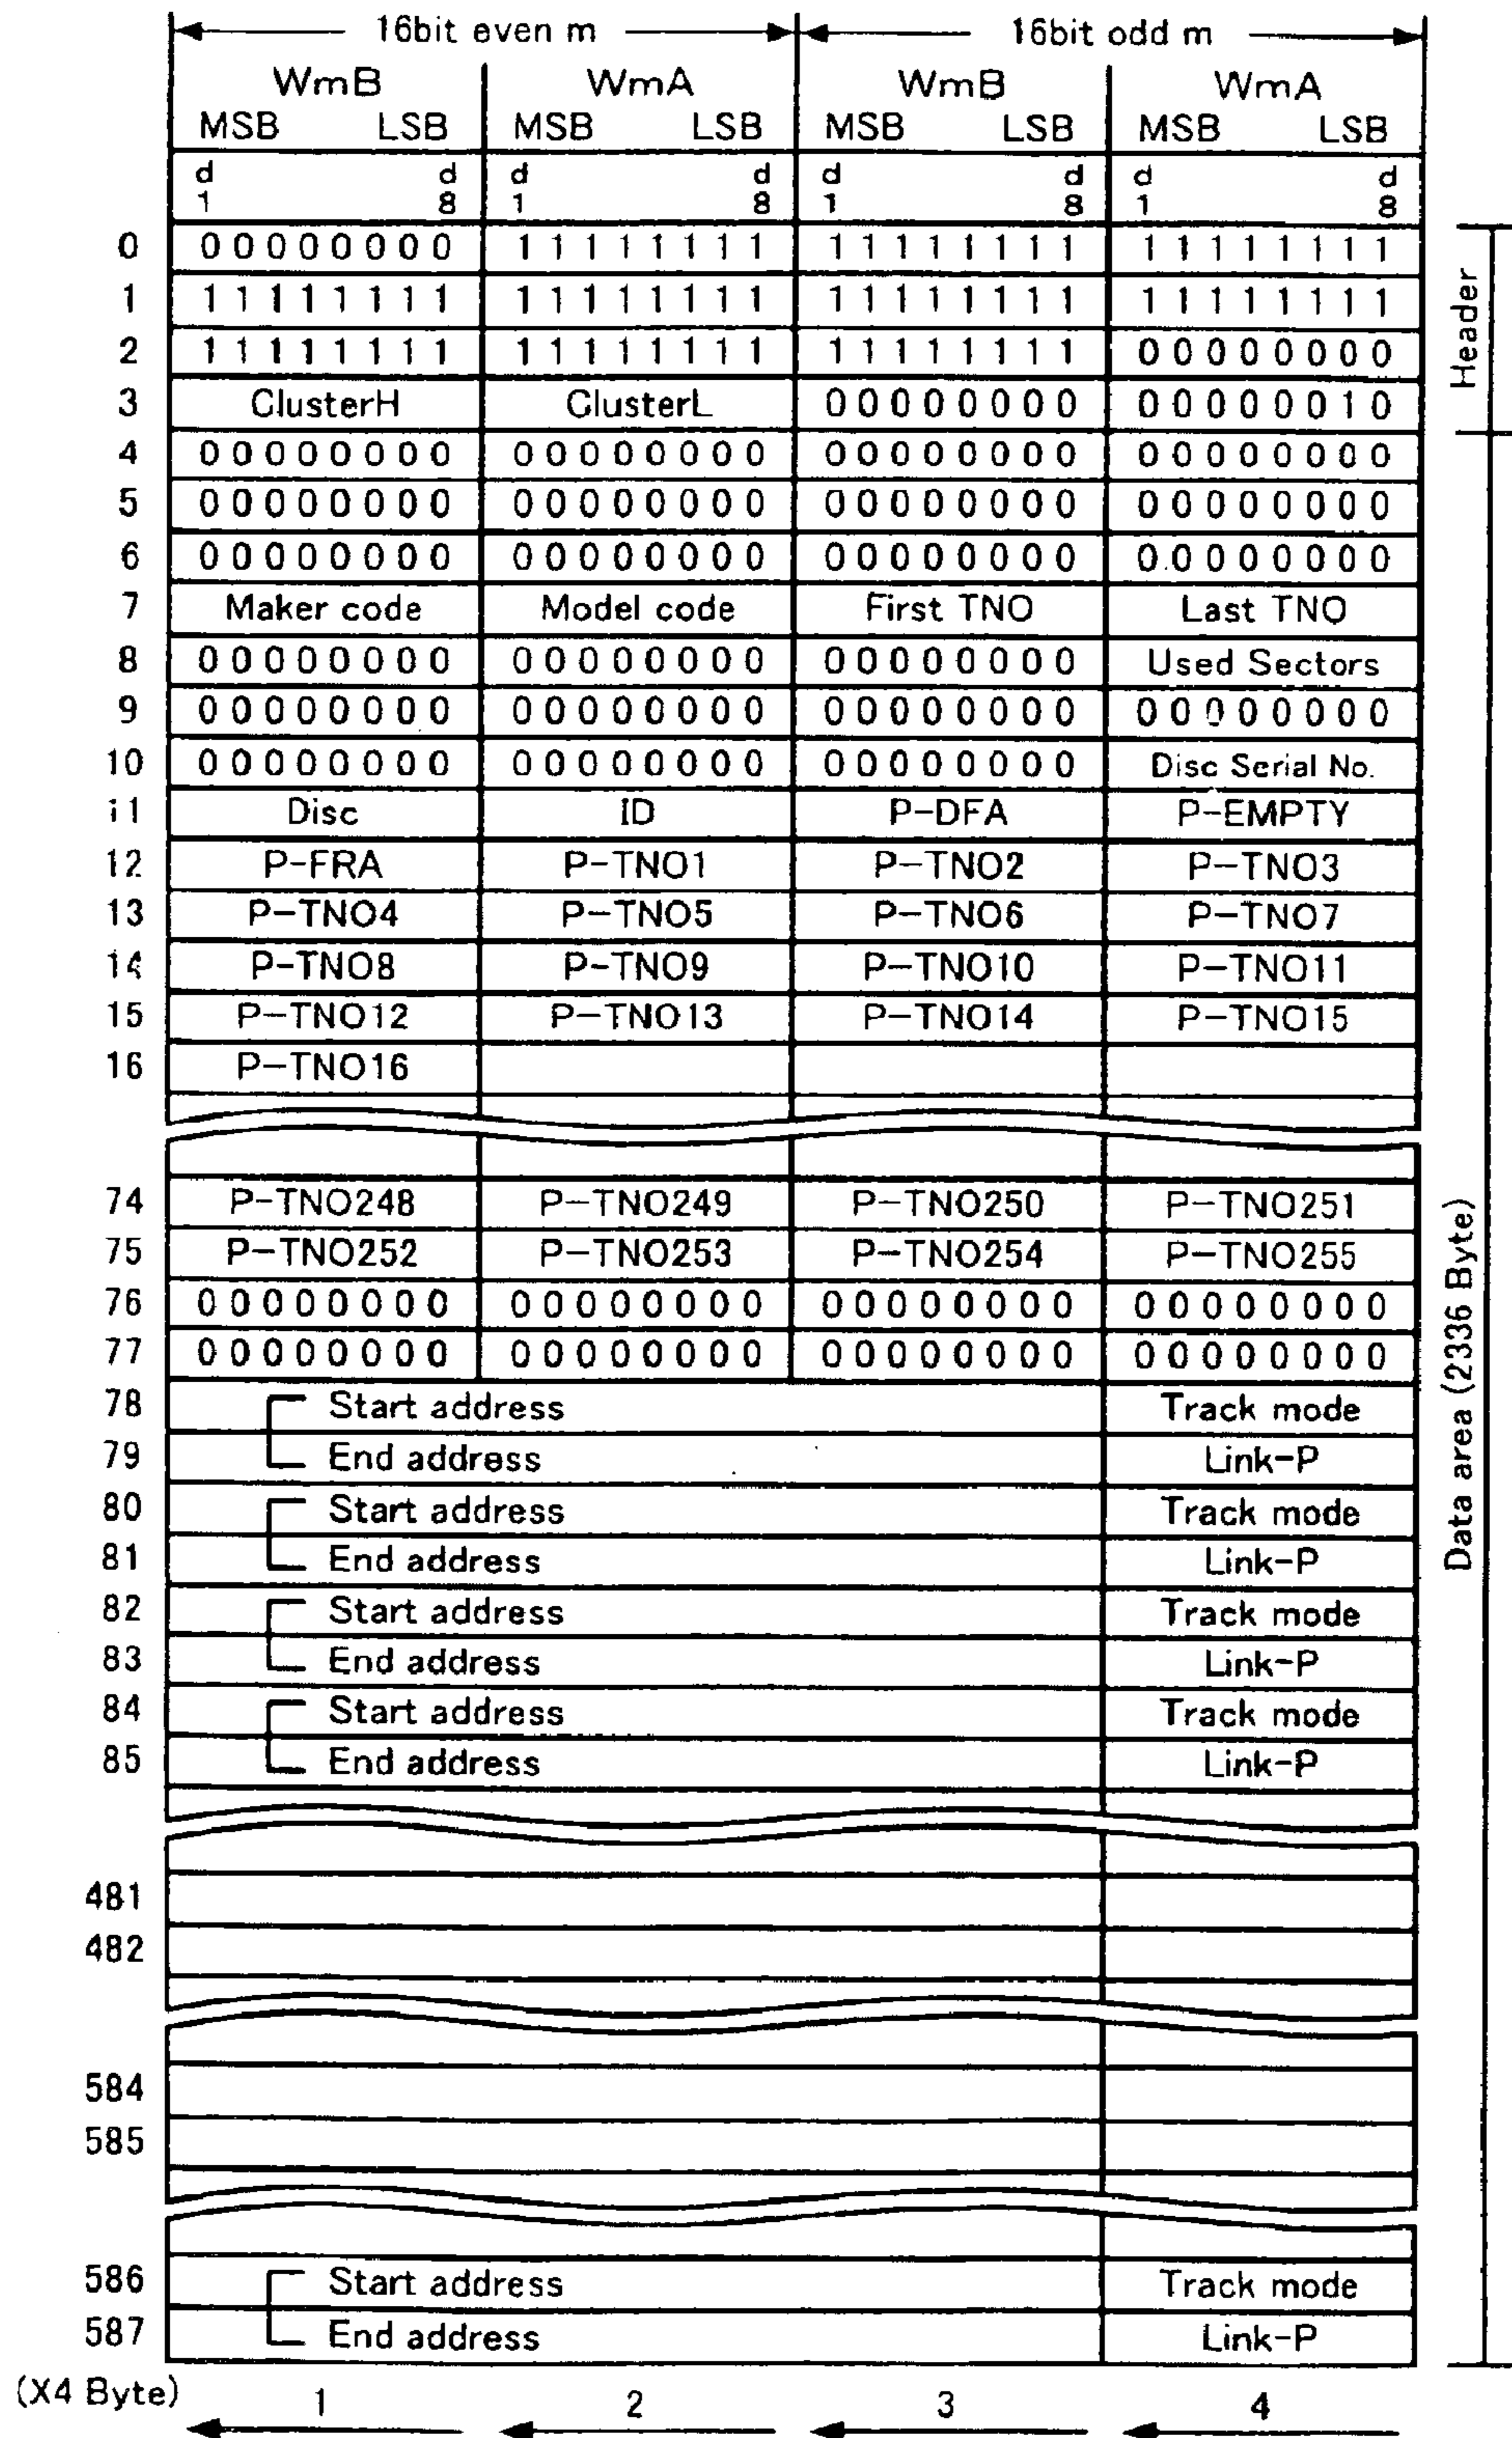 16bit even m 16bit odd m
WmB WmA WmB WmA
MSB LSB MSB LSB MSB LSB MSB LSB
d d d d d d d d
1 8 1 8 1 8 1 8
0 00000000 11111111 11111111 11111111
1 11111111 11111111 11111111 11111111
2 11111111 11111111 11111111 00000000
3 ClusterH ClusterL 00000000 00000010
Header
4 00000000 00000000 00000000 00000000
5 00000000 00000000 00000000 00000000
6 00000000 00000000 00000000 00000000
7 Maker code Model code First TNO Last TNO
8 00000000 00000000 00000000 Used Sectors
9 00000000 00000000 00000000 00000000
10 00000000 00000000 00000000 Disc Serial No.
11 Disc ID P-DFA P-EMPTY
12 P-FRA P-TNO1 P-TNO2 P-TNO3
13 P-TNO4 P-TNO5 P-TNO6 P-TNO7
14 P-TNO8 P-TNO9 P-TNO10 P-TNO11
15 P-TNO12 P-TNO13 P-TNO14 P-TNO15
16 P-TNO16
74 P-TNO248 P-TNO249 P-TNO250 P-TNO251
75 P-TNO252 P-TNO253 P-TNO254 P-TNO255
76 00000000 00000000 00000000 00000000
77 00000000 00000000 00000000 00000000
78 Start address Track mode
79 End address Link-P
80 Start address Track mode
81 End address Link-P
82 Start address Track mode
83 End address Link-P
84 Start address Track mode
85 End address Link-P
481
482
584
585
586 Start address Track mode
587 End address Link-P
Data area (2336 Byte)
(X4 Byte) 1 2 3 4